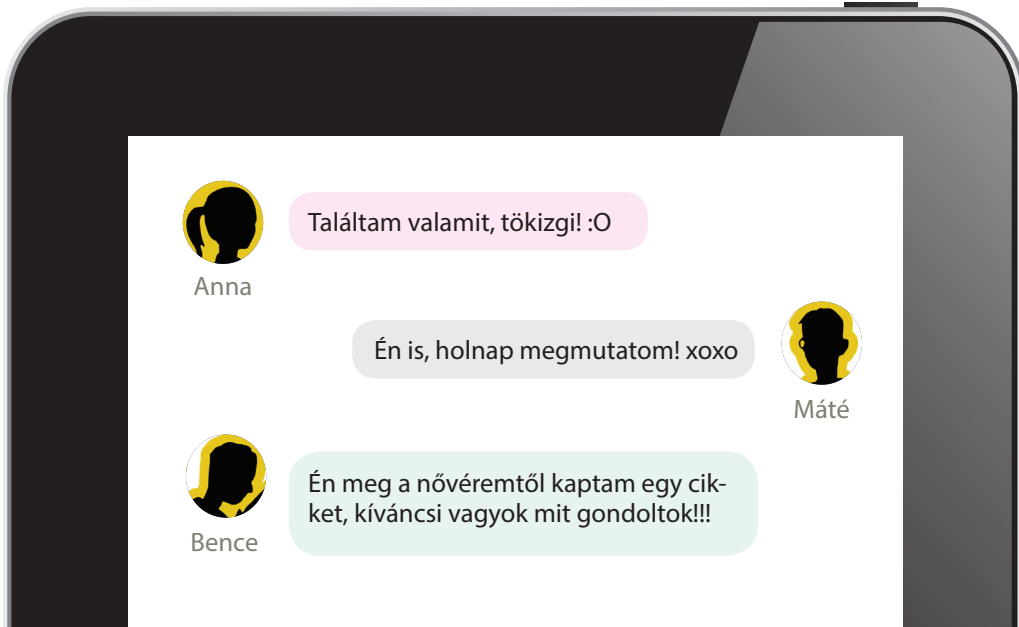 Találtam valamit, tökizgi! :O
Anna
Én is, holnap megmutatom! xoxo
Máté
Én meg a nővéremtől kaptam egy cik-
ket, kíváncsi vagyok mit gondoltok!!!
Bence